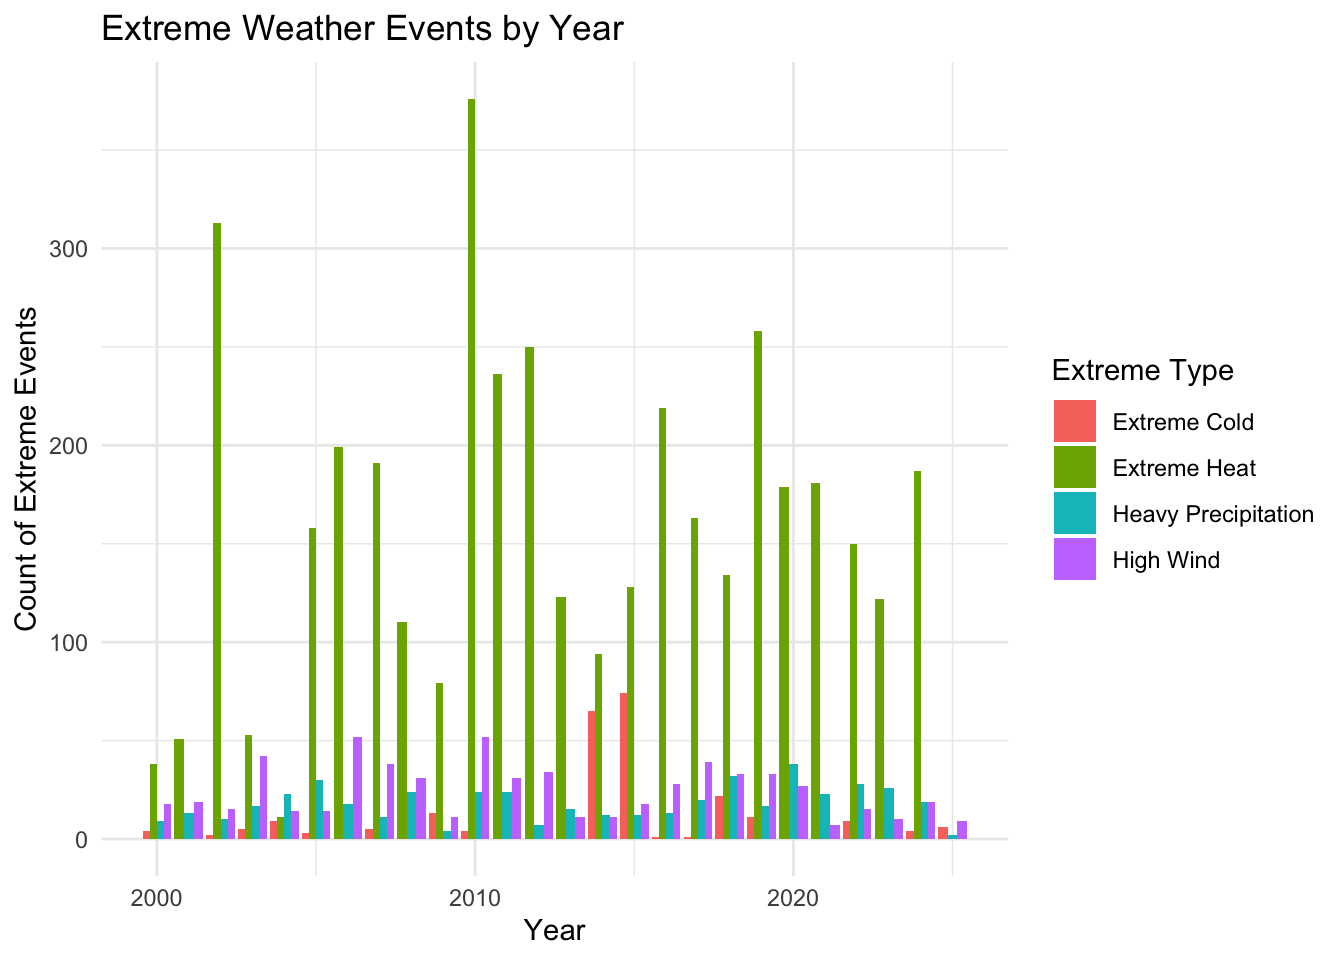 Extreme Weather Events by Year
Count of Extreme Events
300
200
100
0
2000
2010
2020
Year
Extreme Type
Extreme Cold
Extreme Heat
Heavy Precipitation
High Wind